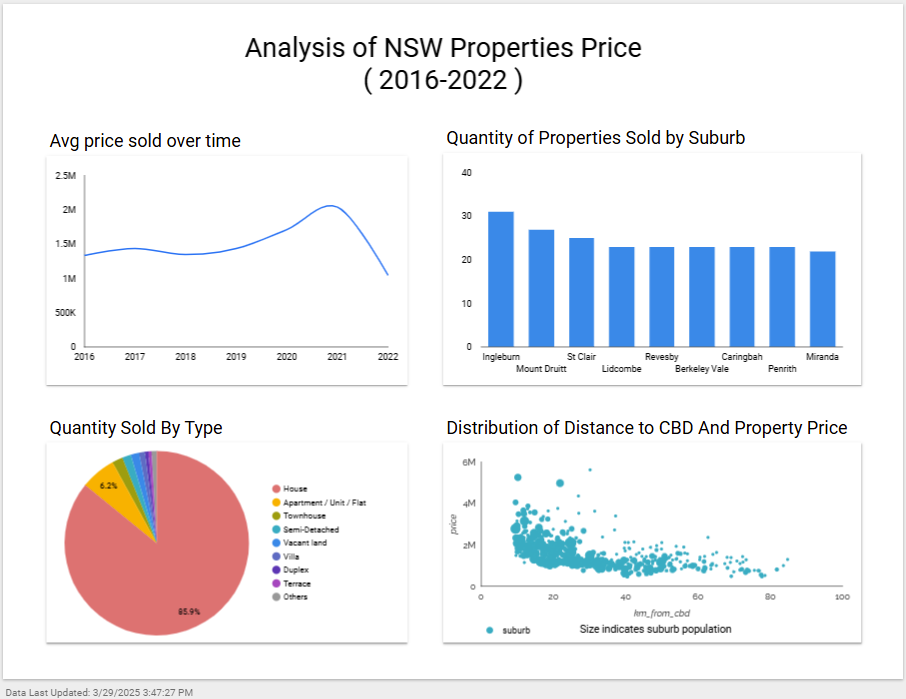 Analysis of NSW Properties Price
( 2016-2022 )
Avg price sold over time
2.5M
2M
1.5M
1M
500K
0
2016 2017 2018 2019 2020 2021 2022
Quantity of Properties Sold by Suburb
40
30
20
10
0
Ingleburn St Clair Revesby Caringbah Miranda
Mount Druitt Lidcombe Berkeley Vale Penrith
Quantity Sold By Type
6.2%
85.9%
House
Apartment / Unit / Flat
Townhouse
Semi-Detached
Vacant land
Villa
Duplex
Terrace
Others
Distribution of Distance to CBD And Property Price
6M
4M
2M
0
price
0 20 40 60 80 100
km_from_cbd
suburb
Size indicates suburb population
Data Last Updated: 3/29/2025 3:47:27 PM